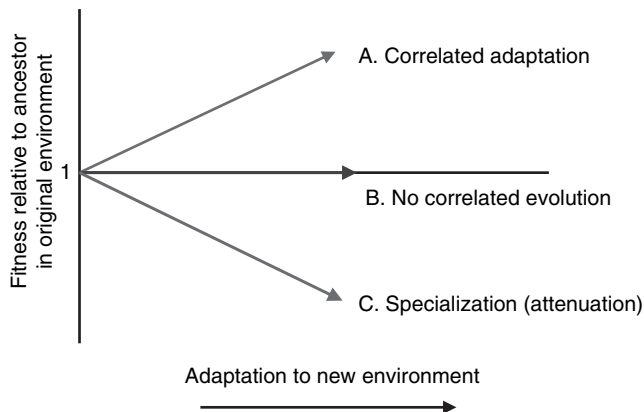 Fitness relative to ancestor
in original environment
1
A. Correlated adaptation
B. No correlated evolution
C. Specialization (attenuation)
Adaptation to new environment